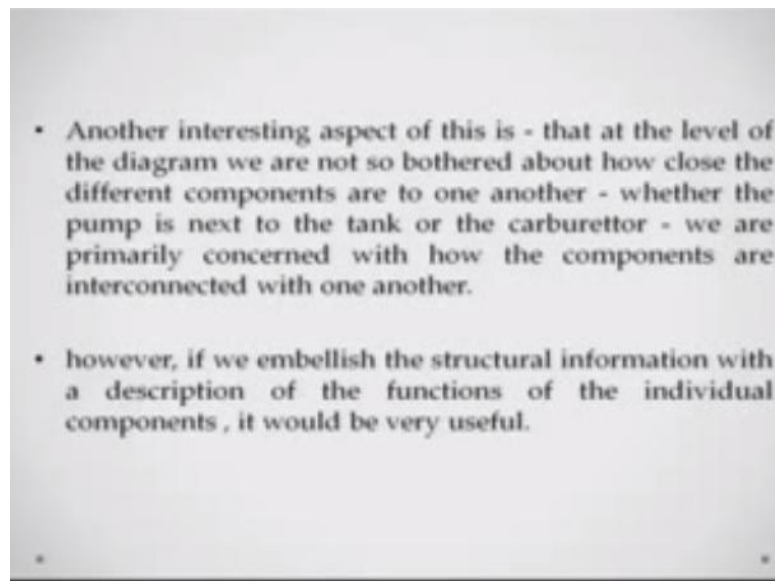 • Another interesting aspect of this is - that at the level of
the diagram we are not so bothered about how close the
different components are to one another - whether the
pump is next to the tank or the carburettor - we are
primarily concerned with how the components are
interconnected with one another.
• however, if we embellish the structural information with
a description of the functions of the individual
components , it would be very useful.